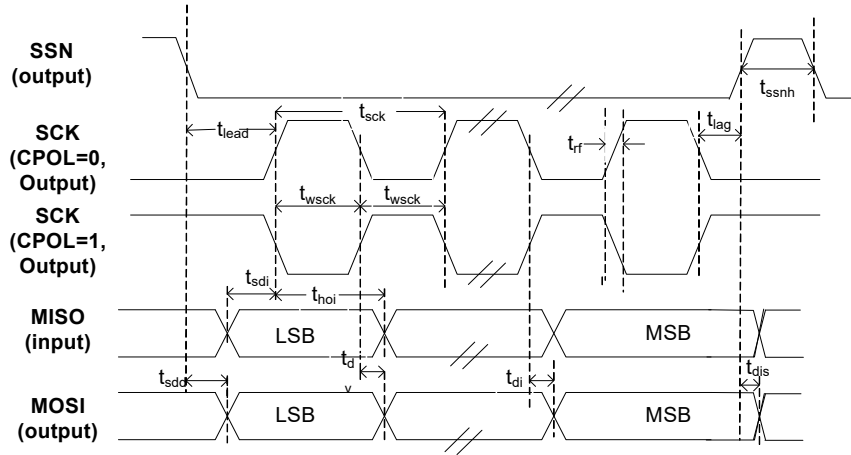 SSN
(output)
t_ssnh
t_sck
t_lead
t_lag
t_rf
SCK
(CPOL=0,
Output)
t_wsck
t_wsck
SCK
(CPOL=1,
Output)
t_sdi
t_hoi
MISO
(input)
LSB
MSB
t_d
v
t_sdo
t_di
t_dis
MOSI
(output)
LSB
MSB